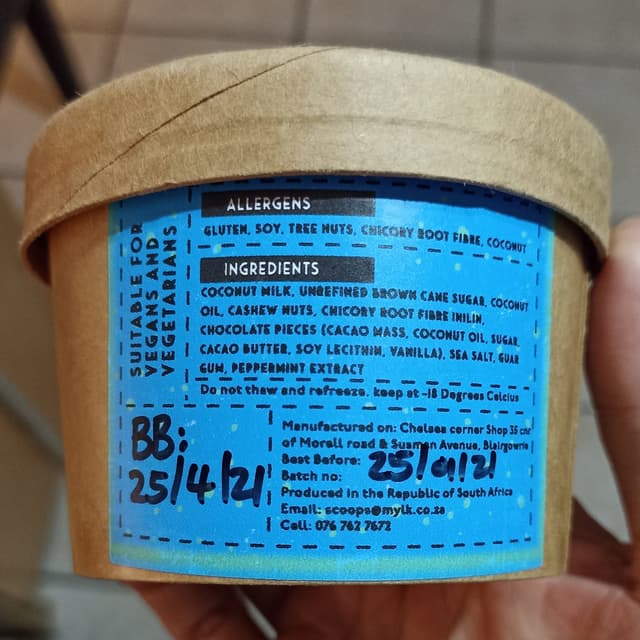 SUITABLE FOR
VEGANS AND
VEGETARIANS
ALLERGENS
GLUTEN, SOY, TREE NUTS, CHICORY ROOT FIBRE, COCONUT
INGREDIENTS
COCONUT MILK, UNREFINED BROWN CANE SUGAR, COCONUT
OIL, CASHEW NUTS, CHICORY ROOT FIBRE INILIN,
CHOCOLATE PIECES (CACAO MASS, COCONUT OIL, SUGAR,
CACAO BUTTER, SOY LECITHIN, VANILLA), SEA SALT, GUAR
GUM, PEPPERMINT EXTRACT
Do not thaw and refreeze, keep at -18 Degrees Celcius
BB:
25/4/21
Manufactured on: Chelsea corner Shop 35 cnr
of Morall road & Susman Avenue, Blairgowrie
Best Before: 25/01/21
Batch no:
Produced in the Republic of South Africa
Email: scoops@mylk.co.za
Cell: 076 762 7672